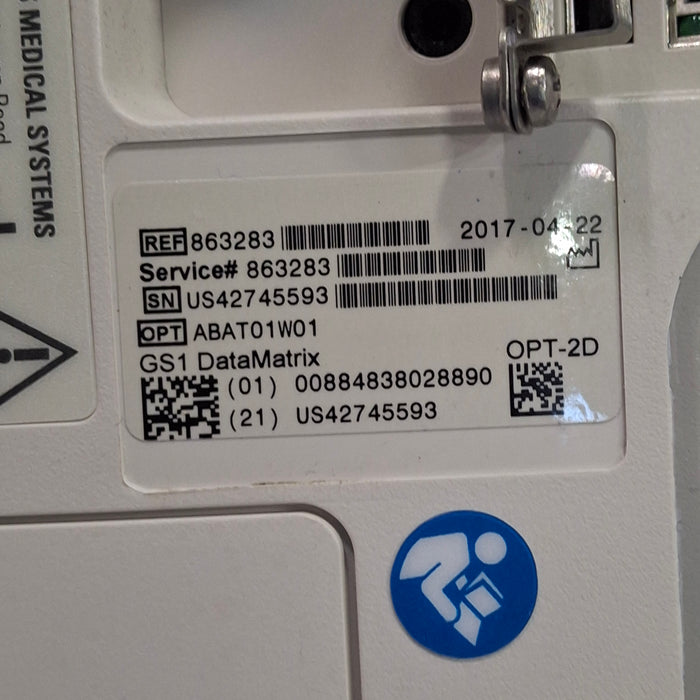 MEDICAL SYSTEMS
REF 863283
2017-04-22
Service# 863283
SN US42745593
OPT ABAT01W01
GS1 DataMatrix
OPT-2D
(01) 00884838028890
(21) US42745593